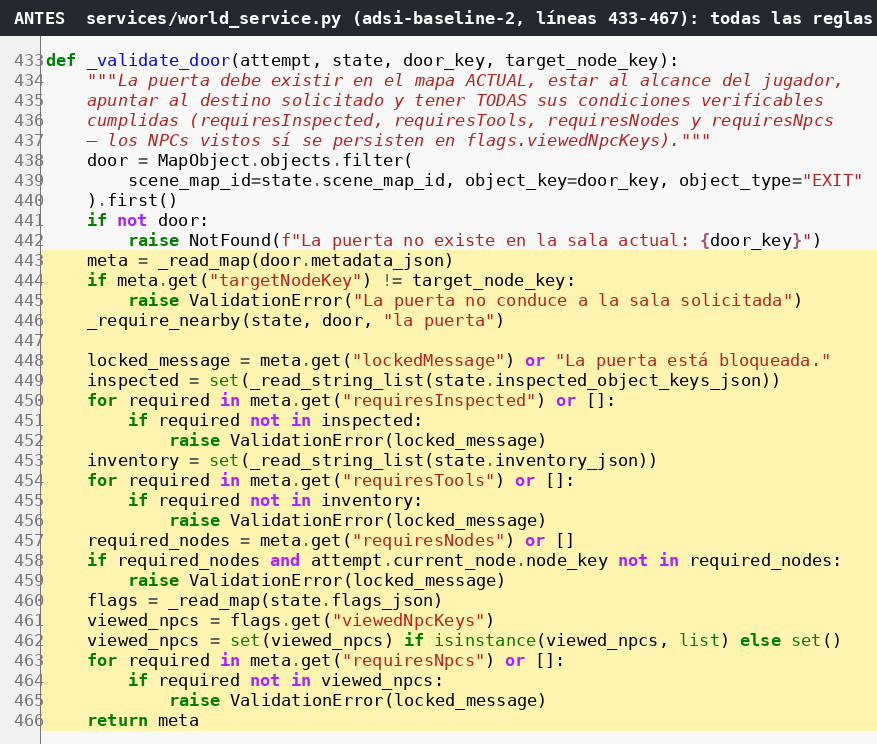 ANTES  services/world_service.py (adsi-baseline-2, líneas 433-467): todas las reglas
433 def _validate_door(attempt, state, door_key, target_node_key):
434     """La puerta debe existir en el mapa ACTUAL, estar al alcance del jugador,
435     apuntar al destino solicitado y tener TODAS sus condiciones verificables
436     cumplidas (requiresInspected, requiresTools, requiresNodes y requiresNpcs
437     — los NPCs vistos sí se persisten en flags.viewedNpcKeys)."""
438     door = MapObject.objects.filter(
439         scene_map_id=state.scene_map_id, object_key=door_key, object_type="EXIT"
440     ).first()
441     if not door:
442         raise NotFound(f"La puerta no existe en la sala actual: {door_key}")
443     meta = _read_map(door.metadata_json)
444     if meta.get("targetNodeKey") != target_node_key:
445         raise ValidationError("La puerta no conduce a la sala solicitada")
446     _require_nearby(state, door, "la puerta")
447
448     locked_message = meta.get("lockedMessage") or "La puerta está bloqueada."
449     inspected = set(_read_string_list(state.inspected_object_keys_json))
450     for required in meta.get("requiresInspected") or []:
451         if required not in inspected:
452             raise ValidationError(locked_message)
453     inventory = set(_read_string_list(state.inventory_json))
454     for required in meta.get("requiresTools") or []:
455         if required not in inventory:
456             raise ValidationError(locked_message)
457     required_nodes = meta.get("requiresNodes") or []
458     if required_nodes and attempt.current_node.node_key not in required_nodes:
459         raise ValidationError(locked_message)
460     flags = _read_map(state.flags_json)
461     viewed_npcs = flags.get("viewedNpcKeys")
462     viewed_npcs = set(viewed_npcs) if isinstance(viewed_npcs, list) else set()
463     for required in meta.get("requiresNpcs") or []:
464         if required not in viewed_npcs:
465             raise ValidationError(locked_message)
466     return meta